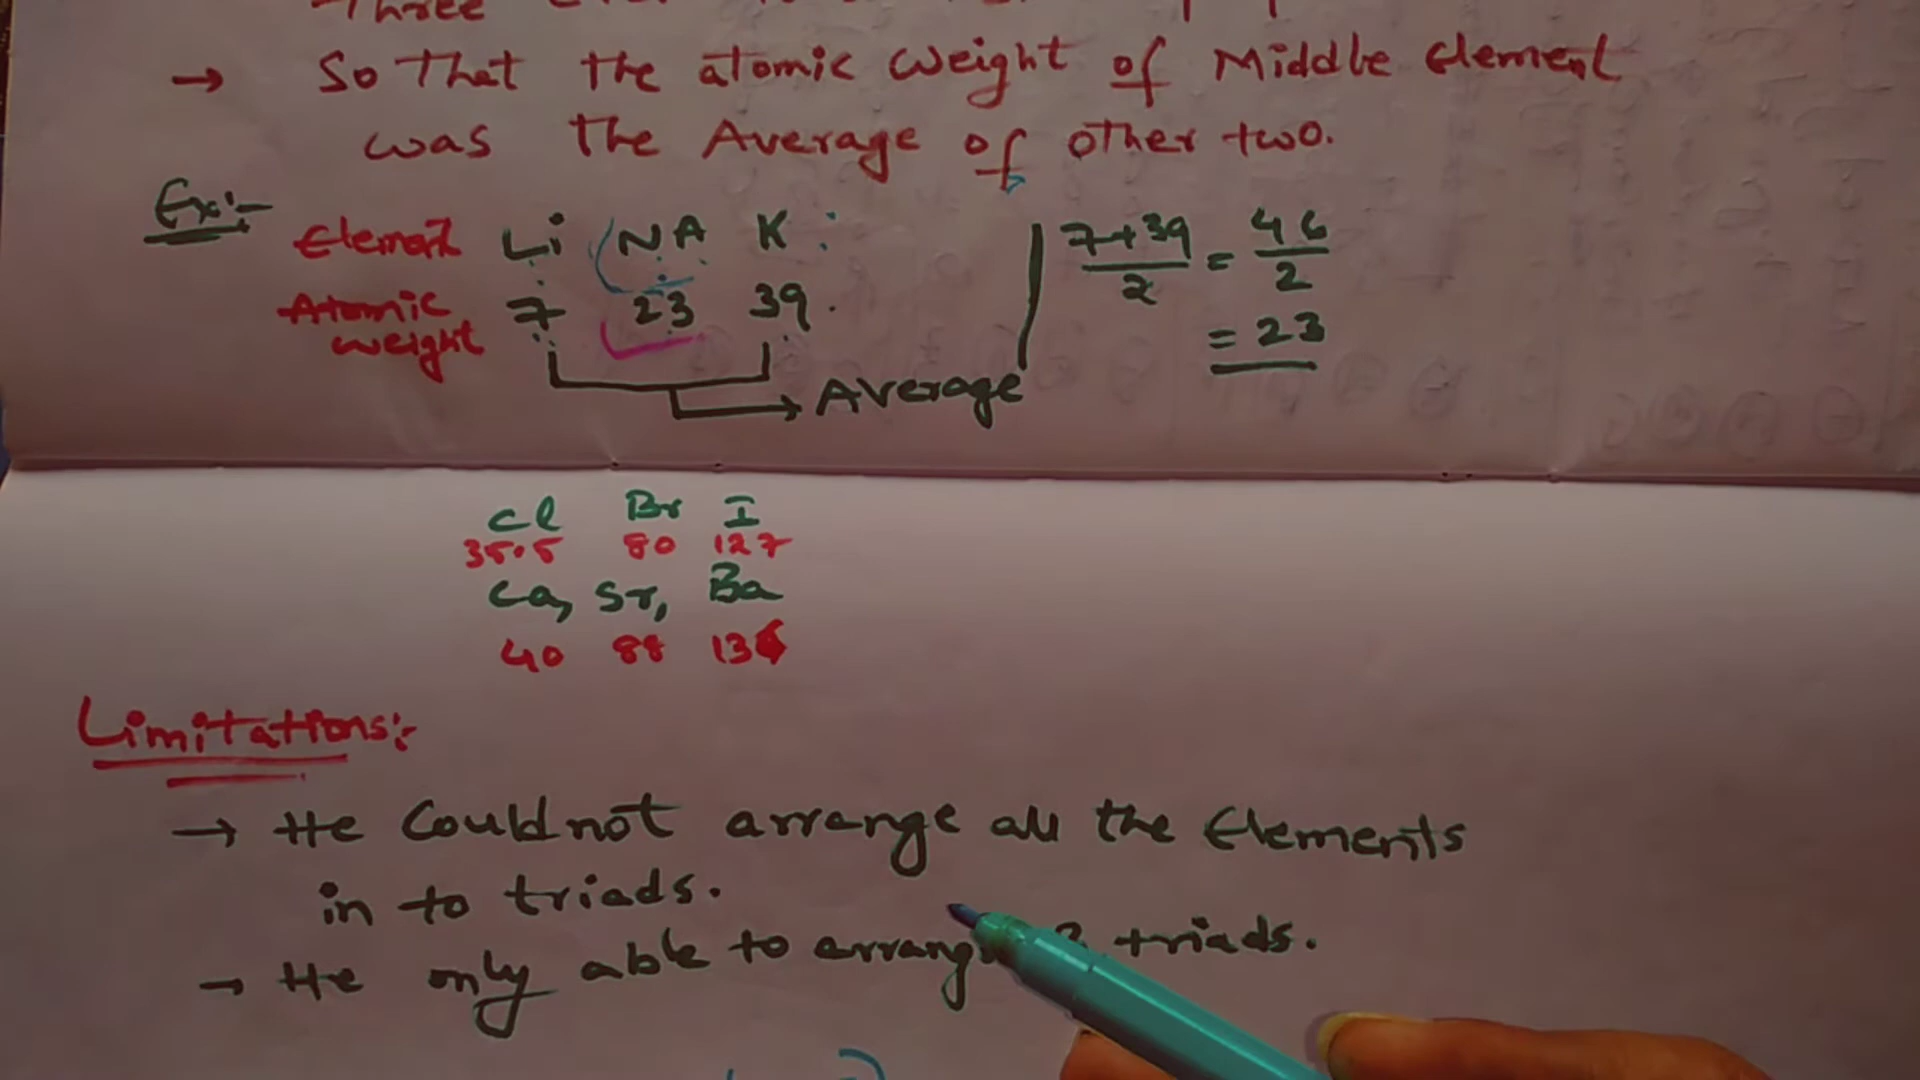 Three
→ So That the atomic weight of Middle Element
was the Average of other two.
Ex:-
Element Li NA K :
Atomic weight 7 23 39.
Average
7+39/2 = 46/2
= 23
Cl Br I
35.5 80 127
Ca, Sr, Ba
40 88 136
Limitations:-
→ He Could not arrange all the Elements
in to triads.
→ He only able to arrange triads.